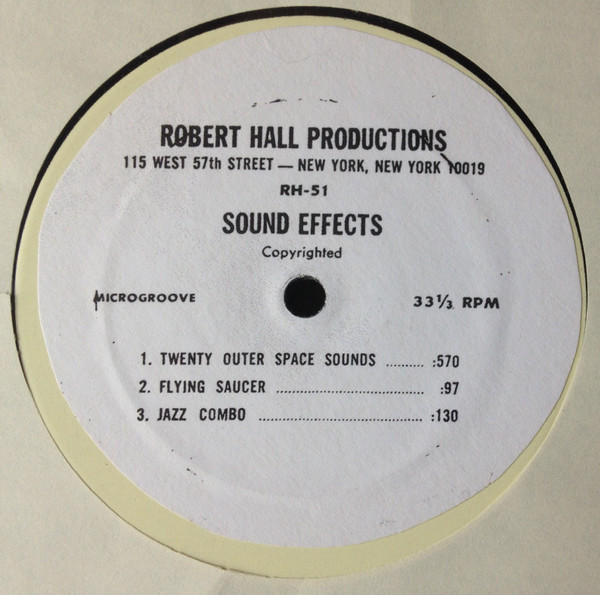 ROBERT HALL PRODUCTIONS
115 WEST 57th STREET — NEW YORK, NEW YORK 10019
RH-51
SOUND EFFECTS
Copyrighted
MICROGROOVE 33⅓ RPM
1. TWENTY OUTER SPACE SOUNDS .......... :570
2. FLYING SAUCER ........................................ :97
3. JAZZ COMBO ............................................ :130